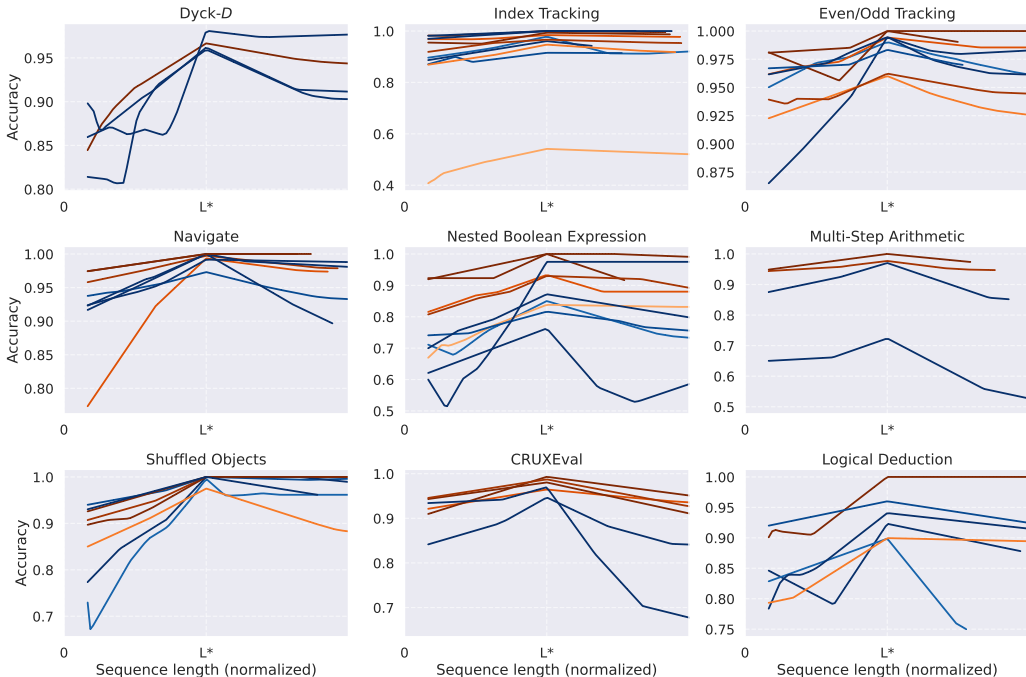 Dyck-D
Index Tracking
Even/Odd Tracking
Accuracy
0.95
0.90
0.85
0.80
0
L*
1.0
0.8
0.6
0.4
0
L*
1.000
0.975
0.950
0.925
0.900
0.875
0
L*
Navigate
Nested Boolean Expression
Multi-Step Arithmetic
Accuracy
1.00
0.95
0.90
0.85
0.80
0
L*
1.0
0.9
0.8
0.7
0.6
0.5
0
L*
1.0
0.9
0.8
0.7
0.6
0.5
0
L*
Shuffled Objects
CRUXEval
Logical Deduction
Accuracy
1.0
0.9
0.8
0.7
0
L*
Sequence length (normalized)
1.0
0.9
0.8
0.7
0
L*
Sequence length (normalized)
1.00
0.95
0.90
0.85
0.80
0.75
0
L*
Sequence length (normalized)